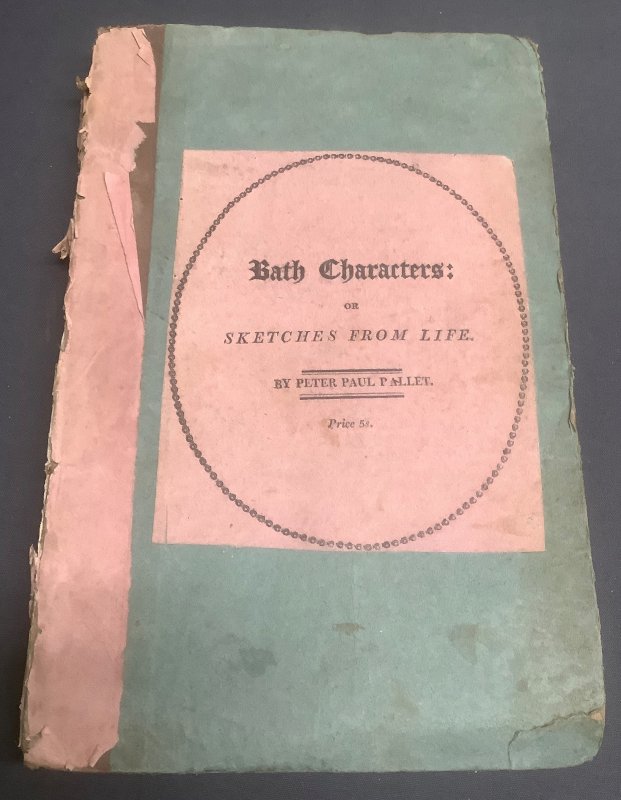 Bath Characters:
OR
SKETCHES FROM LIFE.
BY PETER PAUL PALLET.
Price 5s.